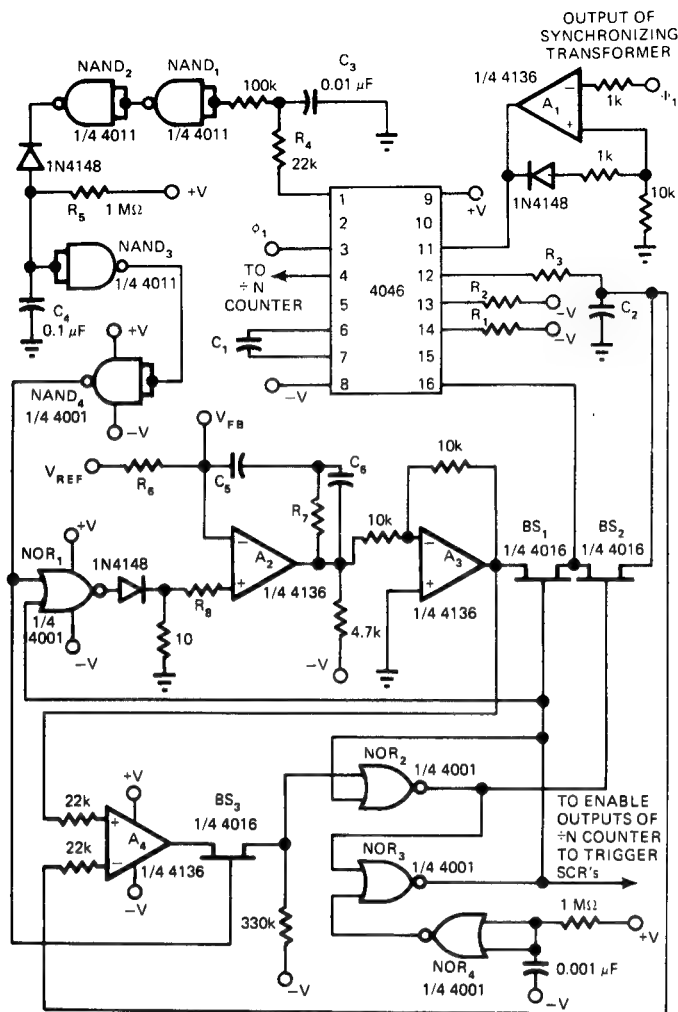 OUTPUT OF
SYNCHRONIZING
TRANSFORMER
NAND2
NAND1
C3
0.01 µF
100k
1/4 4136
A1
1k
Φ1
1/4 4011
1/4 4011
R4
22k
1N4148
R5
1 MΩ
+V
1k
1N4148
10k
NAND3
1/4 4011
Φ1
TO
÷N
COUNTER
C4
0.1 µF
1
2
3
4
5
6
7
8
4046
9
10
11
12
13
14
15
16
+V
R3
C2
R2
-V
R1
-V
C1
-V
+V
NAND4
1/4 4001
-V
VFB
VREF
R6
C5
C6
R7
10k
10k
A2
1/4 4136
A3
1/4 4136
BS1
1/4 4016
BS2
1/4 4016
NOR1
+V
1/4
4001
-V
1N4148
R8
10
4.7k
-V
+V
22k
22k
A4
1/4 4136
-V
BS3
1/4 4016
330k
-V
NOR2
1/4 4001
NOR3
1/4 4001
NOR4
1/4 4001
TO ENABLE
OUTPUTS OF
÷N COUNTER
TO TRIGGER
SCR's
1 MΩ
+V
0.001 µF
-V